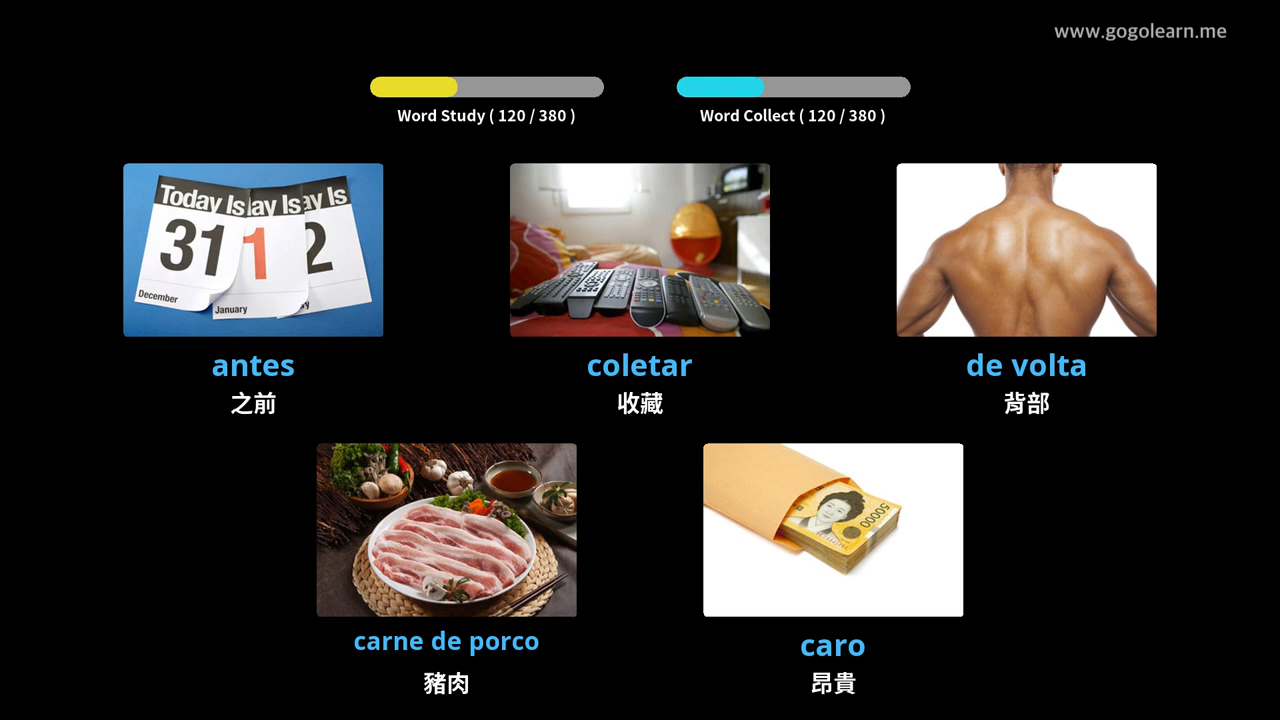 www.gogolearn.me
Word Study ( 120 / 380 )
Word Collect ( 120 / 380 )
Today Is
ay Is
ay Is
31
1
2
December
January
antes
之前
coletar
收藏
de volta
背部
50000
carne de porco
豬肉
caro
昂貴